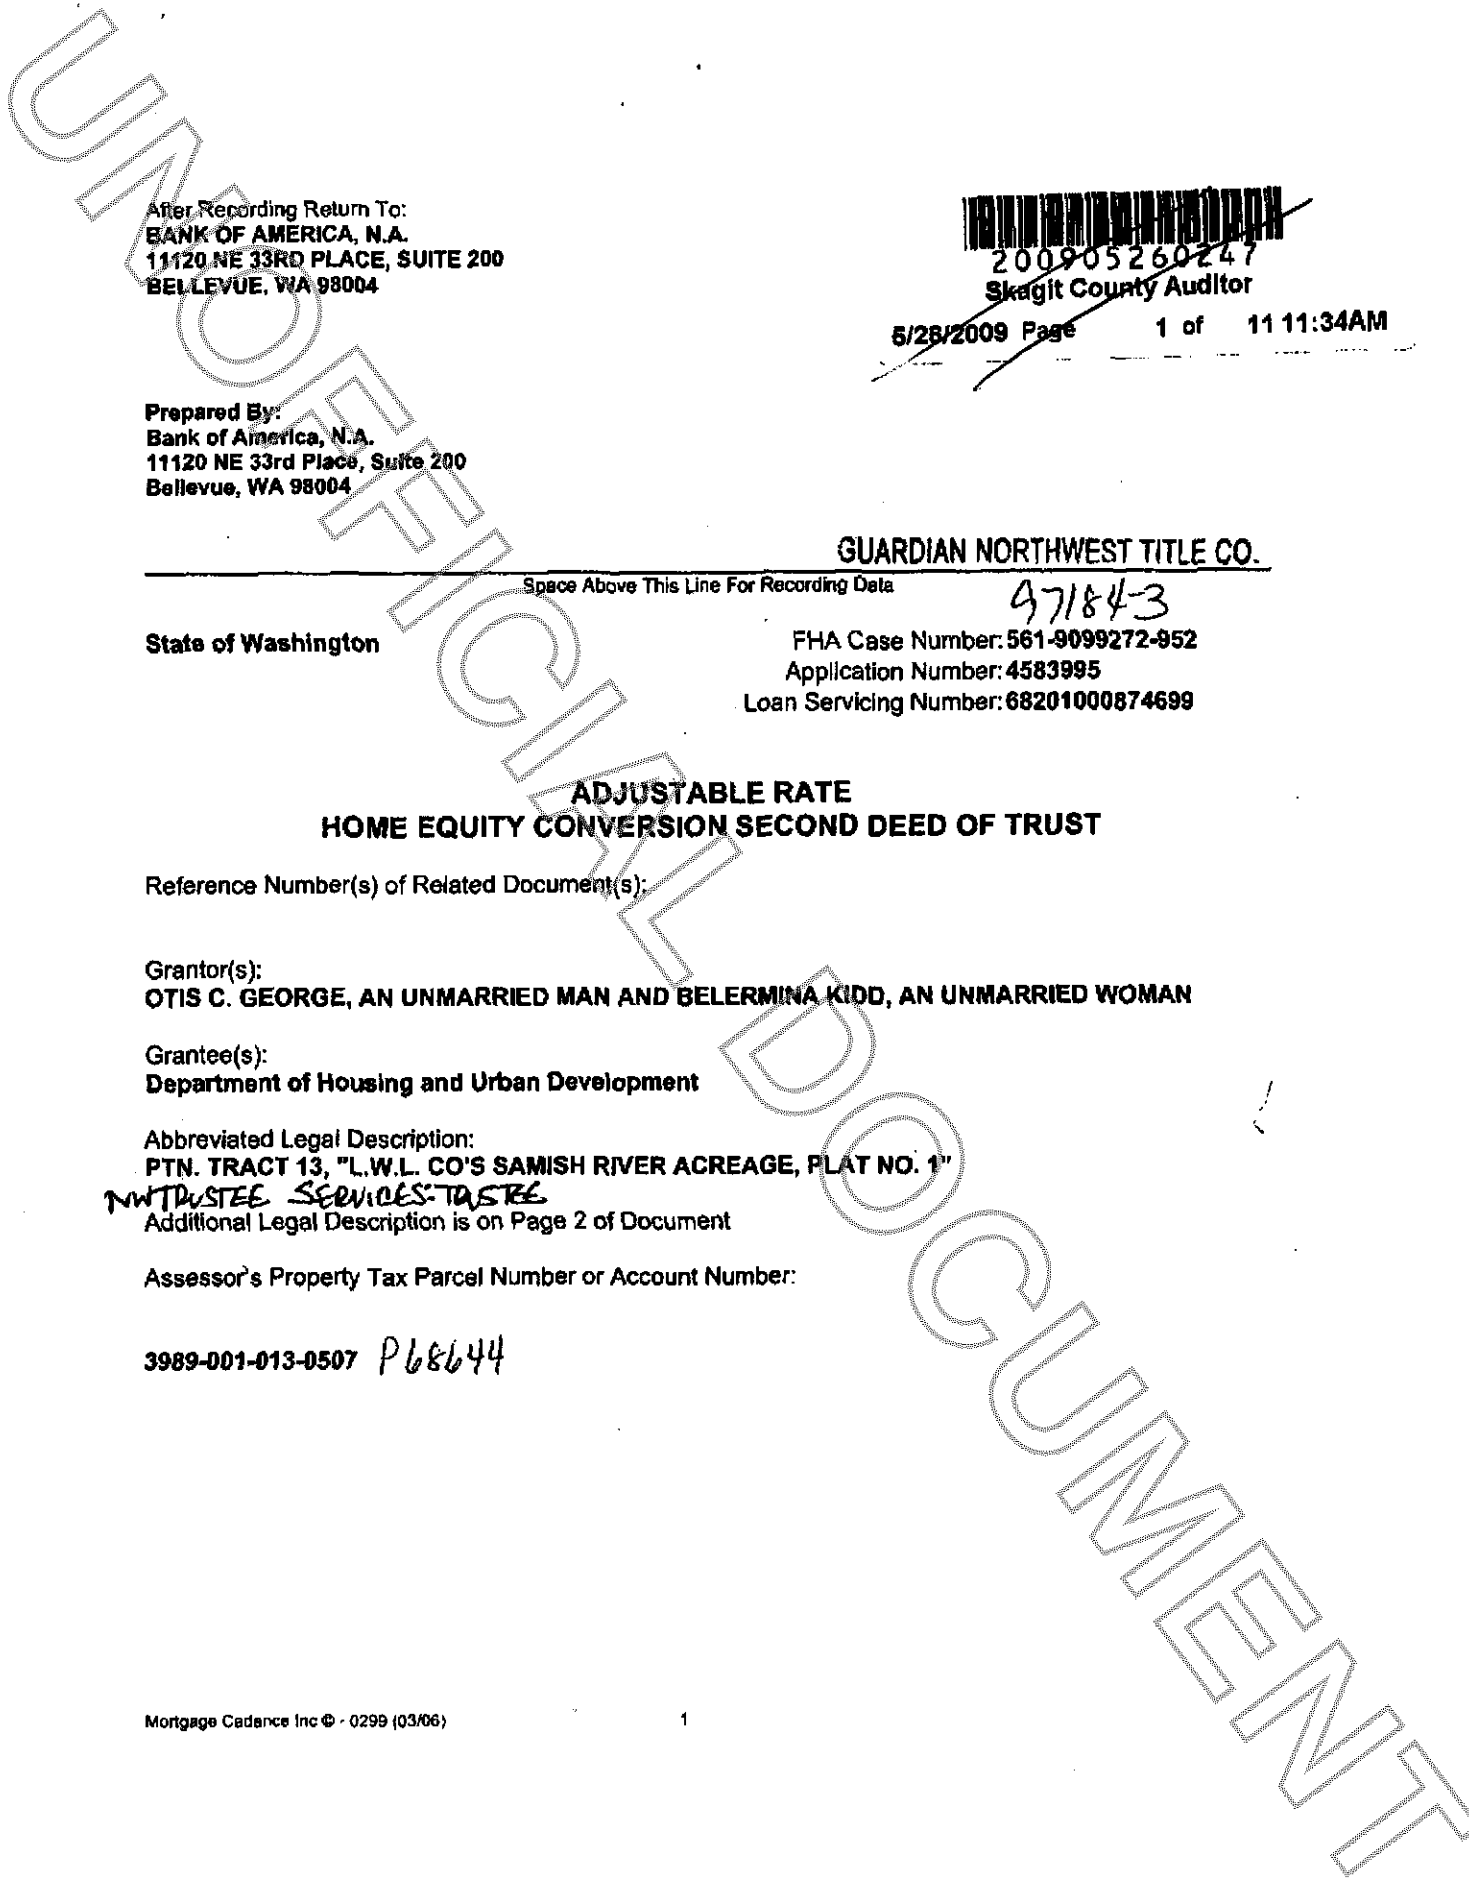 After Recording Return To:
BANK OF AMERICA, N.A.
11120 NE 33RD PLACE, SUITE 200
BELLEVUE, WA 98004
200905260247
Skagit County Auditor
5/26/2009 Page 1 of 11 11:34AM
Prepared By:
Bank of America, N.A.
11120 NE 33rd Place, Suite 200
Bellevue, WA 98004
GUARDIAN NORTHWEST TITLE CO.
Space Above This Line For Recording Data
97184-3
State of Washington
FHA Case Number: 561-9099272-952
Application Number: 4583995
Loan Servicing Number: 68201000874699
ADJUSTABLE RATE
HOME EQUITY CONVERSION SECOND DEED OF TRUST
Reference Number(s) of Related Document(s):
Grantor(s):
OTIS C. GEORGE, AN UNMARRIED MAN AND BELERMINA KIDD, AN UNMARRIED WOMAN
Grantee(s):
Department of Housing and Urban Development
Abbreviated Legal Description:
PTN. TRACT 13, "L.W.L. CO'S SAMISH RIVER ACREAGE, PLAT NO. 1"
NWTRUSTEE SERVICES-TRSTEE
Additional Legal Description is on Page 2 of Document
Assessor's Property Tax Parcel Number or Account Number:
3989-001-013-0507 P68644
Mortgage Cadence Inc © - 0299 (03/06)
1
UNOFFICIAL DOCUMENT